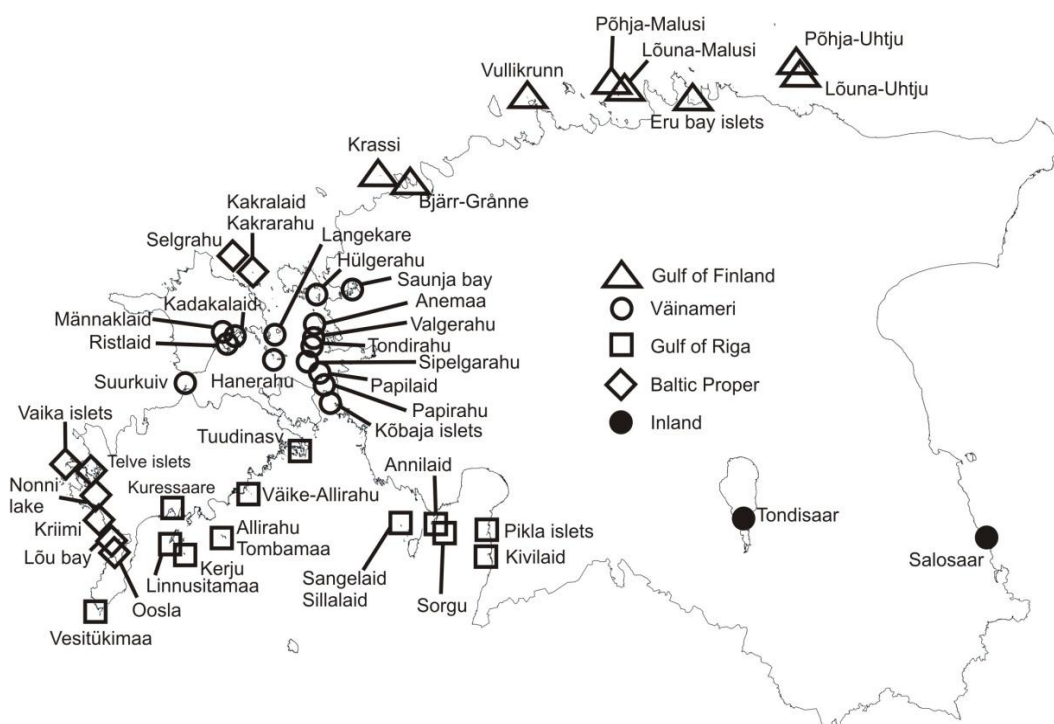 Põhja-Malusi
Lõuna-Malusi
Põhja-Uhtju
Vullikrunn
Lõuna-Uhtju
Eru bay islets
Krassi
Bjärr-Grånne
Kakralaid
Kakrarahu
Selgrahu
Langekare
Hülgerahu
Saunja bay
Kadakalaid
Anemaa
Männaklaid
Valgerahu
Ristlaid
Tondirahu
Sipelgarahu
Suurkuiv
Hanerahu
Papilaid
Papirahu
Kõbaja islets
Gulf of Finland
Väinameri
Gulf of Riga
Baltic Proper
Inland
Vaika islets
Tuudinasv
Telve islets
Annilaid
Nonni
lake
Kuressaare
Väike-Allirahu
Kriimi
Lõu bay
Allirahu
Tombamaa
Pikla islets
Tondisaar
Kerju
Linnusitamaa
Kivilaid
Salosaar
Oosla
Sangelaid
Sillalaid
Sorgu
Vesitükimaa